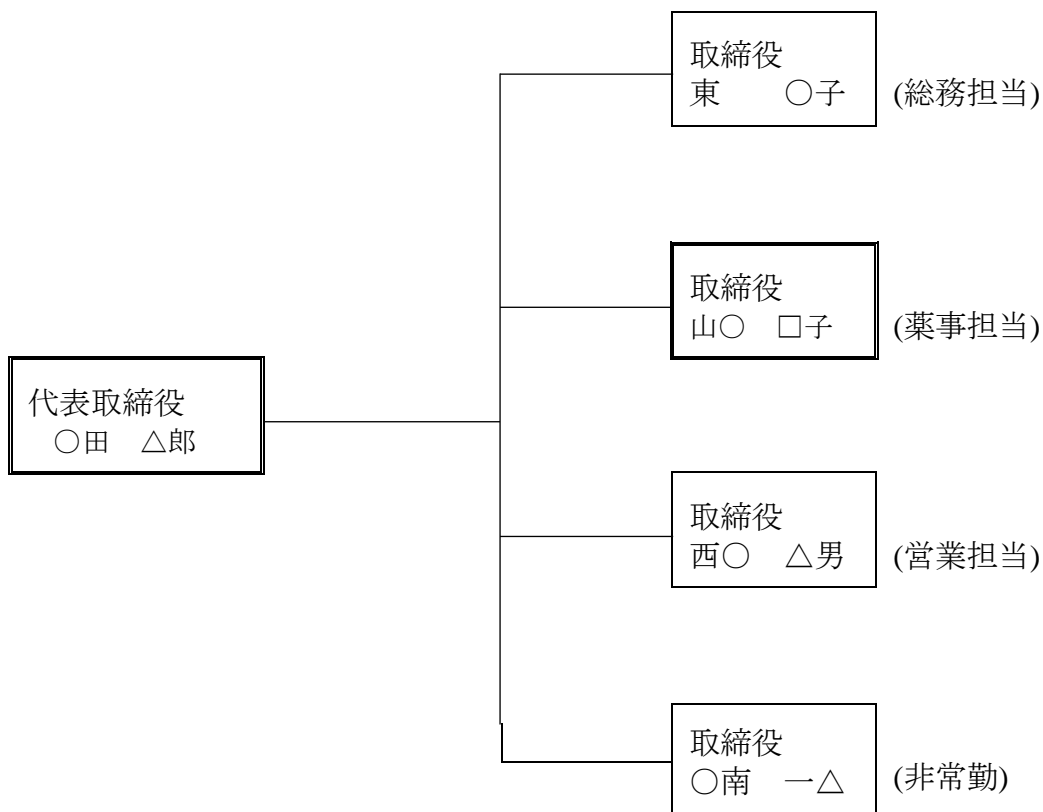 取締役
東　　○子
(総務担当)
取締役
山○　□子
(薬事担当)
代表取締役
○田　△郎
取締役
西○　△男
(営業担当)
取締役
○南　一△
(非常勤)